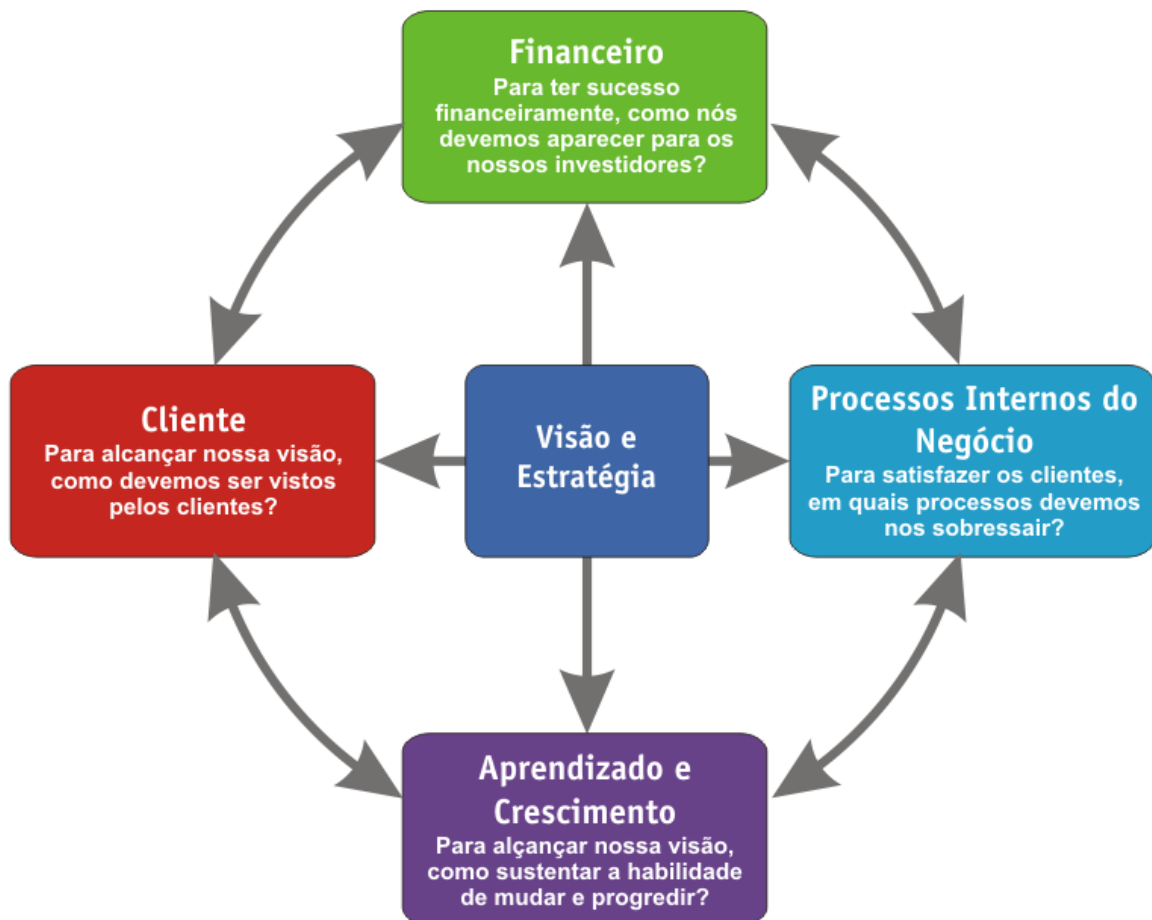 Financeiro
Para ter sucesso
financeiramente, como nós
devemos aparecer para os
nossos investidores?
Cliente
Para alcançar nossa visão,
como devemos ser vistos
pelos clientes?
Visão e
Estratégia
Processos Internos do
Negócio
Para satisfazer os clientes,
em quais processos devemos
nos sobressair?
Aprendizado e
Crescimento
Para alçançar nossa visão,
como sustentar a habilidade
de mudar e progredir?